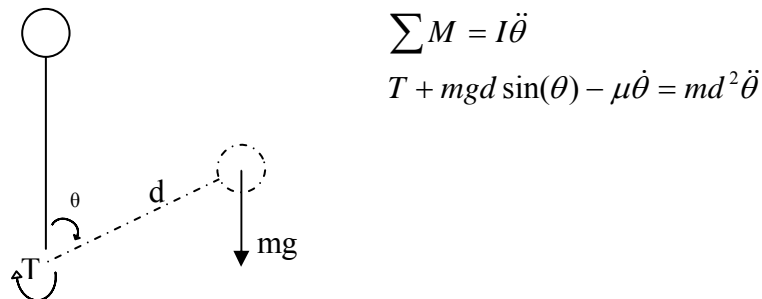 ∑M = Iθ̈
T + mgd sin(θ) − μθ̇ = md²θ̈
θ
d
mg
T